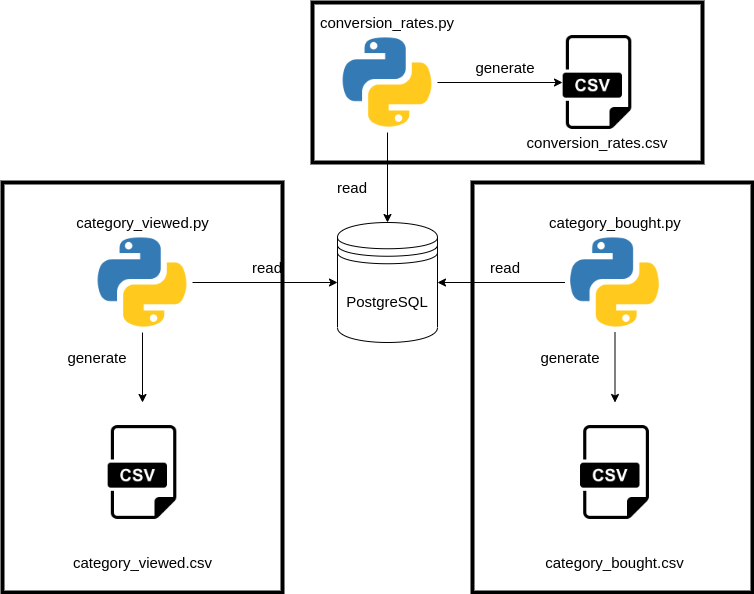 conversion_rates.py
generate
CSV
conversion_rates.csv
read
category_viewed.py
read
generate
CSV
category_viewed.csv
PostgreSQL
category_bought.py
read
generate
CSV
category_bought.csv